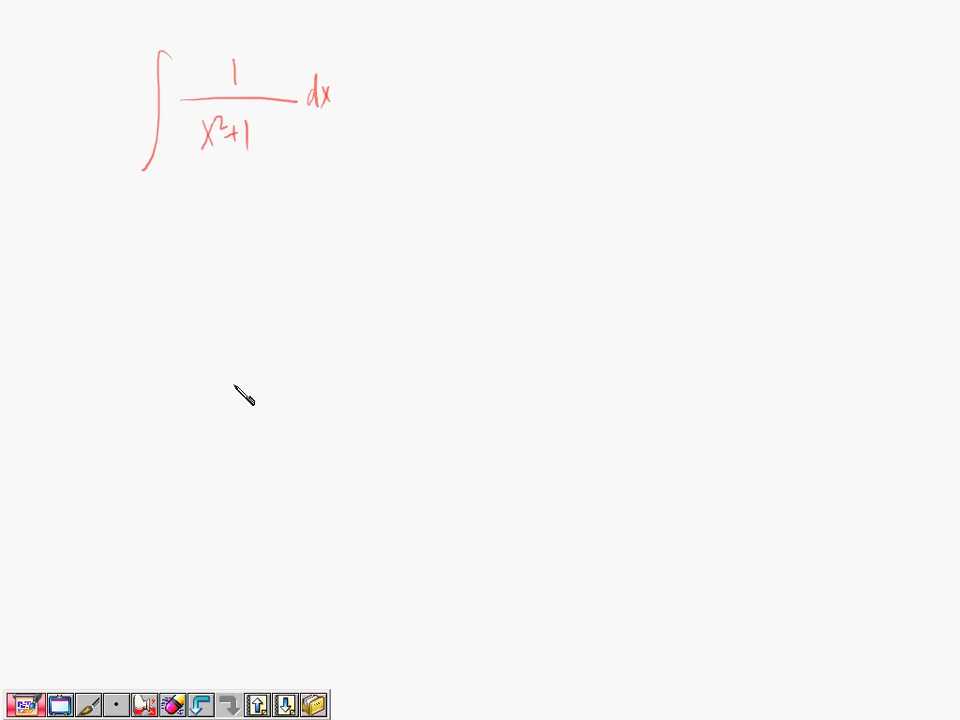 ∫ 1/(x²+1) dx